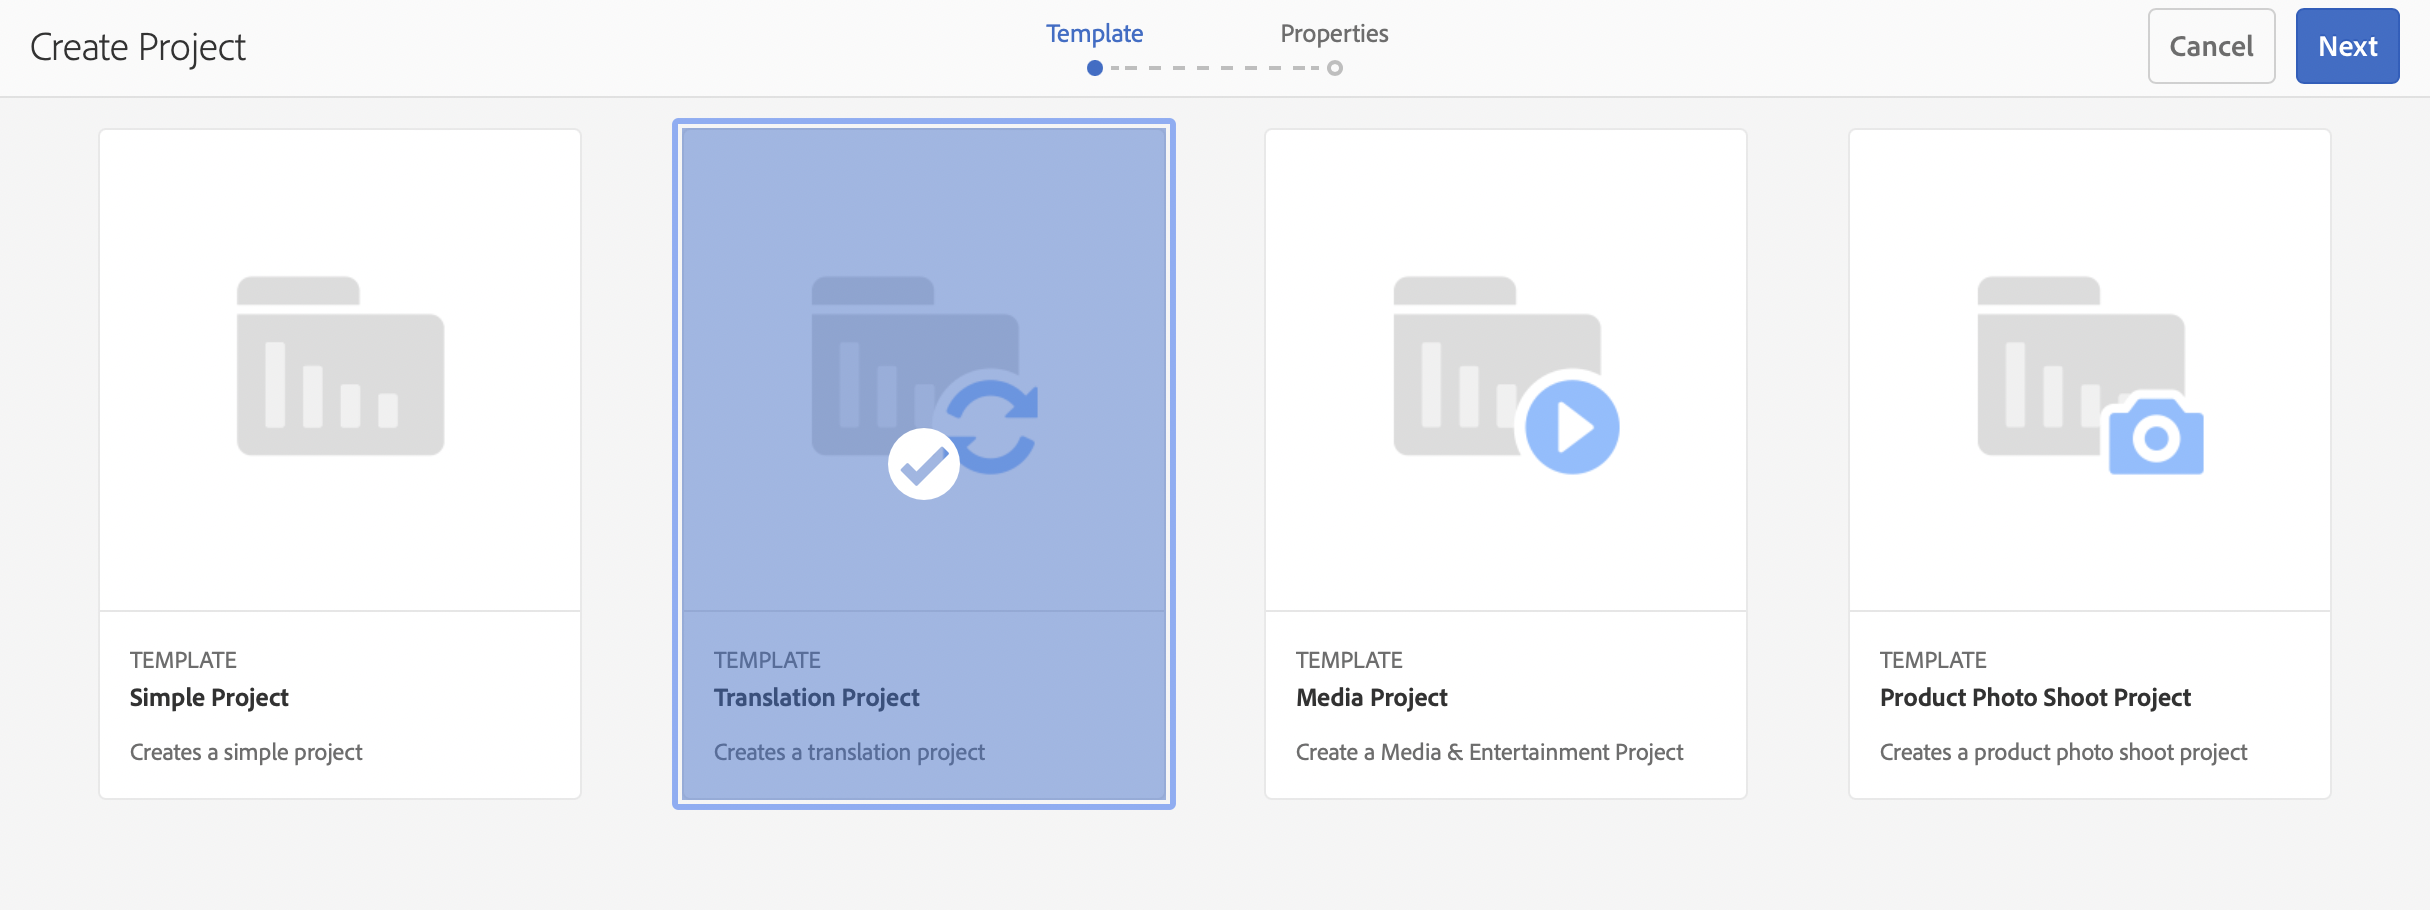 Create Project
Template
Properties
Cancel
Next
TEMPLATE
Simple Project
Creates a simple project
TEMPLATE
Translation Project
Creates a translation project
TEMPLATE
Media Project
Create a Media & Entertainment Project
TEMPLATE
Product Photo Shoot Project
Creates a product photo shoot project